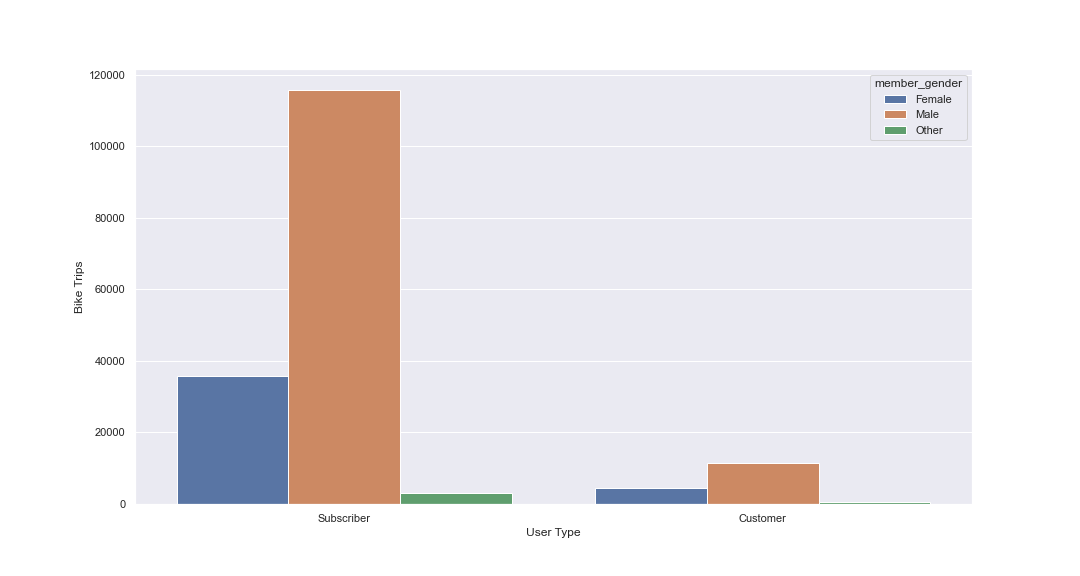 120000
100000
80000
60000
40000
20000
0
Bike Trips
member_gender
Female
Male
Other
Subscriber
Customer
User Type